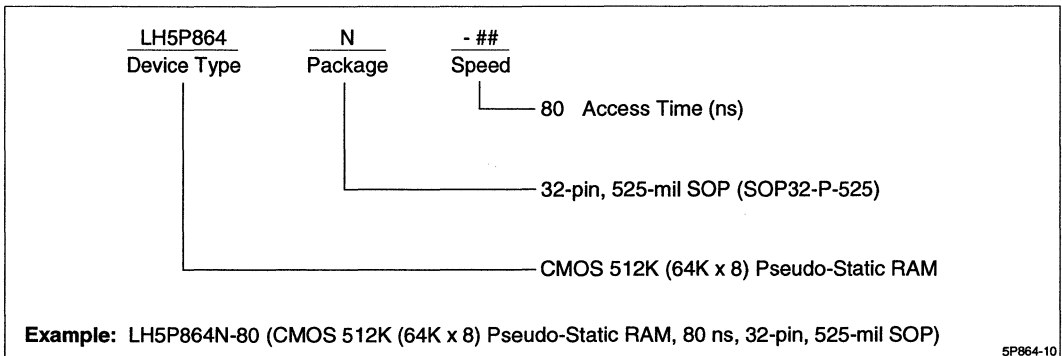 LH5P864 N - ##
Device Type Package Speed
80 Access Time (ns)
32-pin, 525-mil SOP (SOP32-P-525)
CMOS 512K (64K x 8) Pseudo-Static RAM
Example: LH5P864N-80 (CMOS 512K (64K x 8) Pseudo-Static RAM, 80 ns, 32-pin, 525-mil SOP)
5P864-10